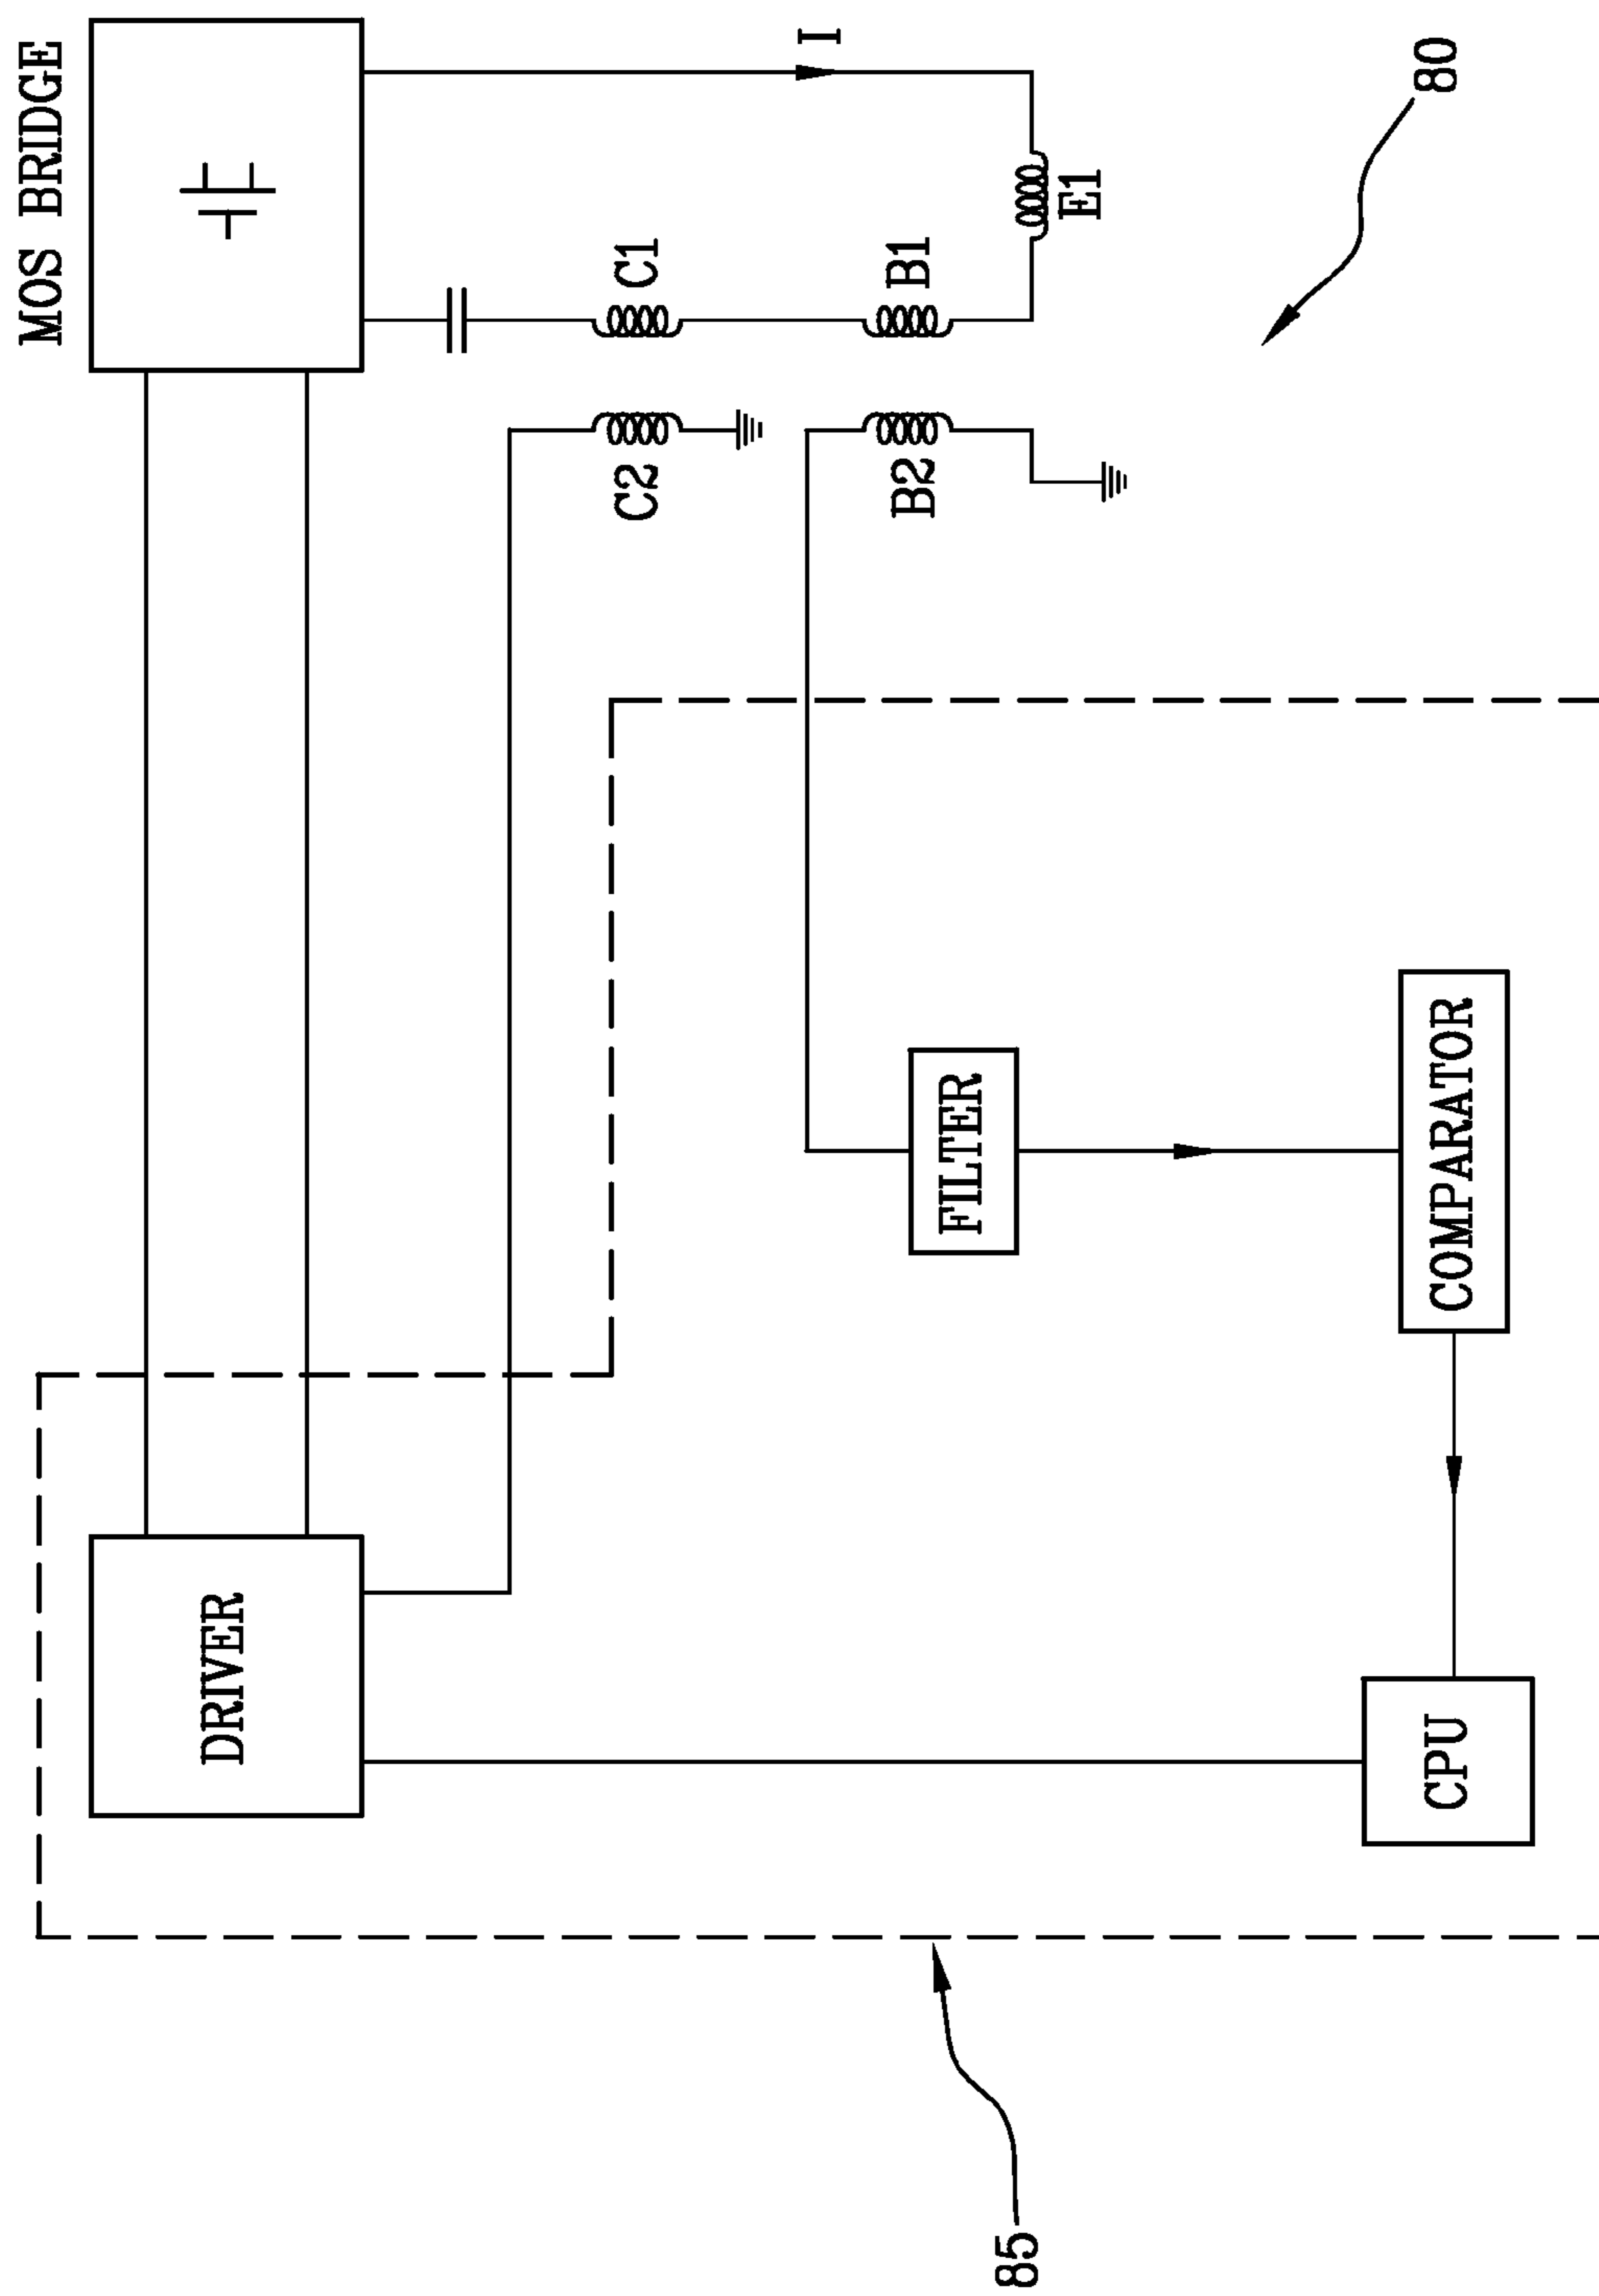 DRIVER
MOS BRIDGE
C2
C1
I
B2
B1
FILTER
E1
85
CPU
COMPARATOR
80